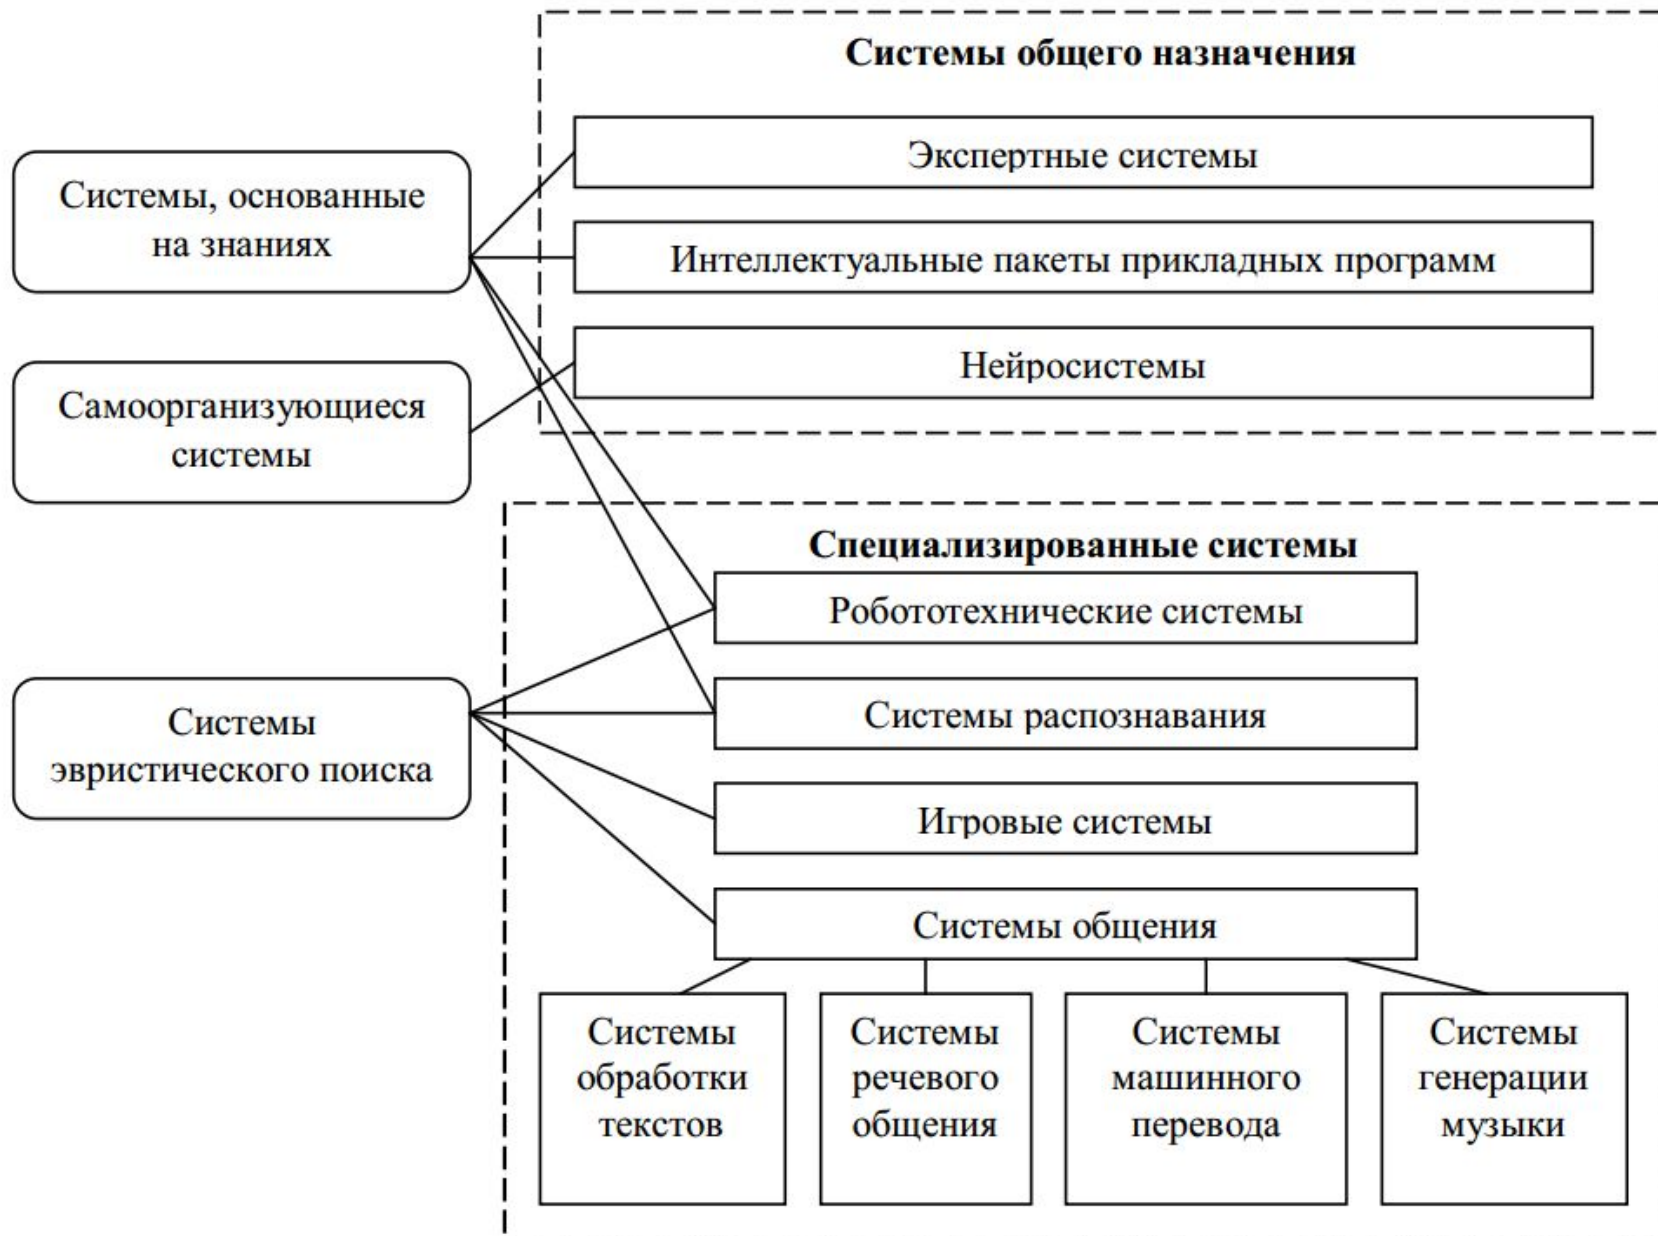 Системы общего назначения
Экспертные системы
Системы, основанные
на знаниях
Интеллектуальные пакеты прикладных программ
Нейросистемы
Самоорганизующиеся
системы
Специализированные системы
Робототехнические системы
Системы
эвристического поиска
Системы распознавания
Игровые системы
Системы общения
Системы
обработки
текстов
Системы
речевого
общения
Системы
машинного
перевода
Системы
генерации
музыки